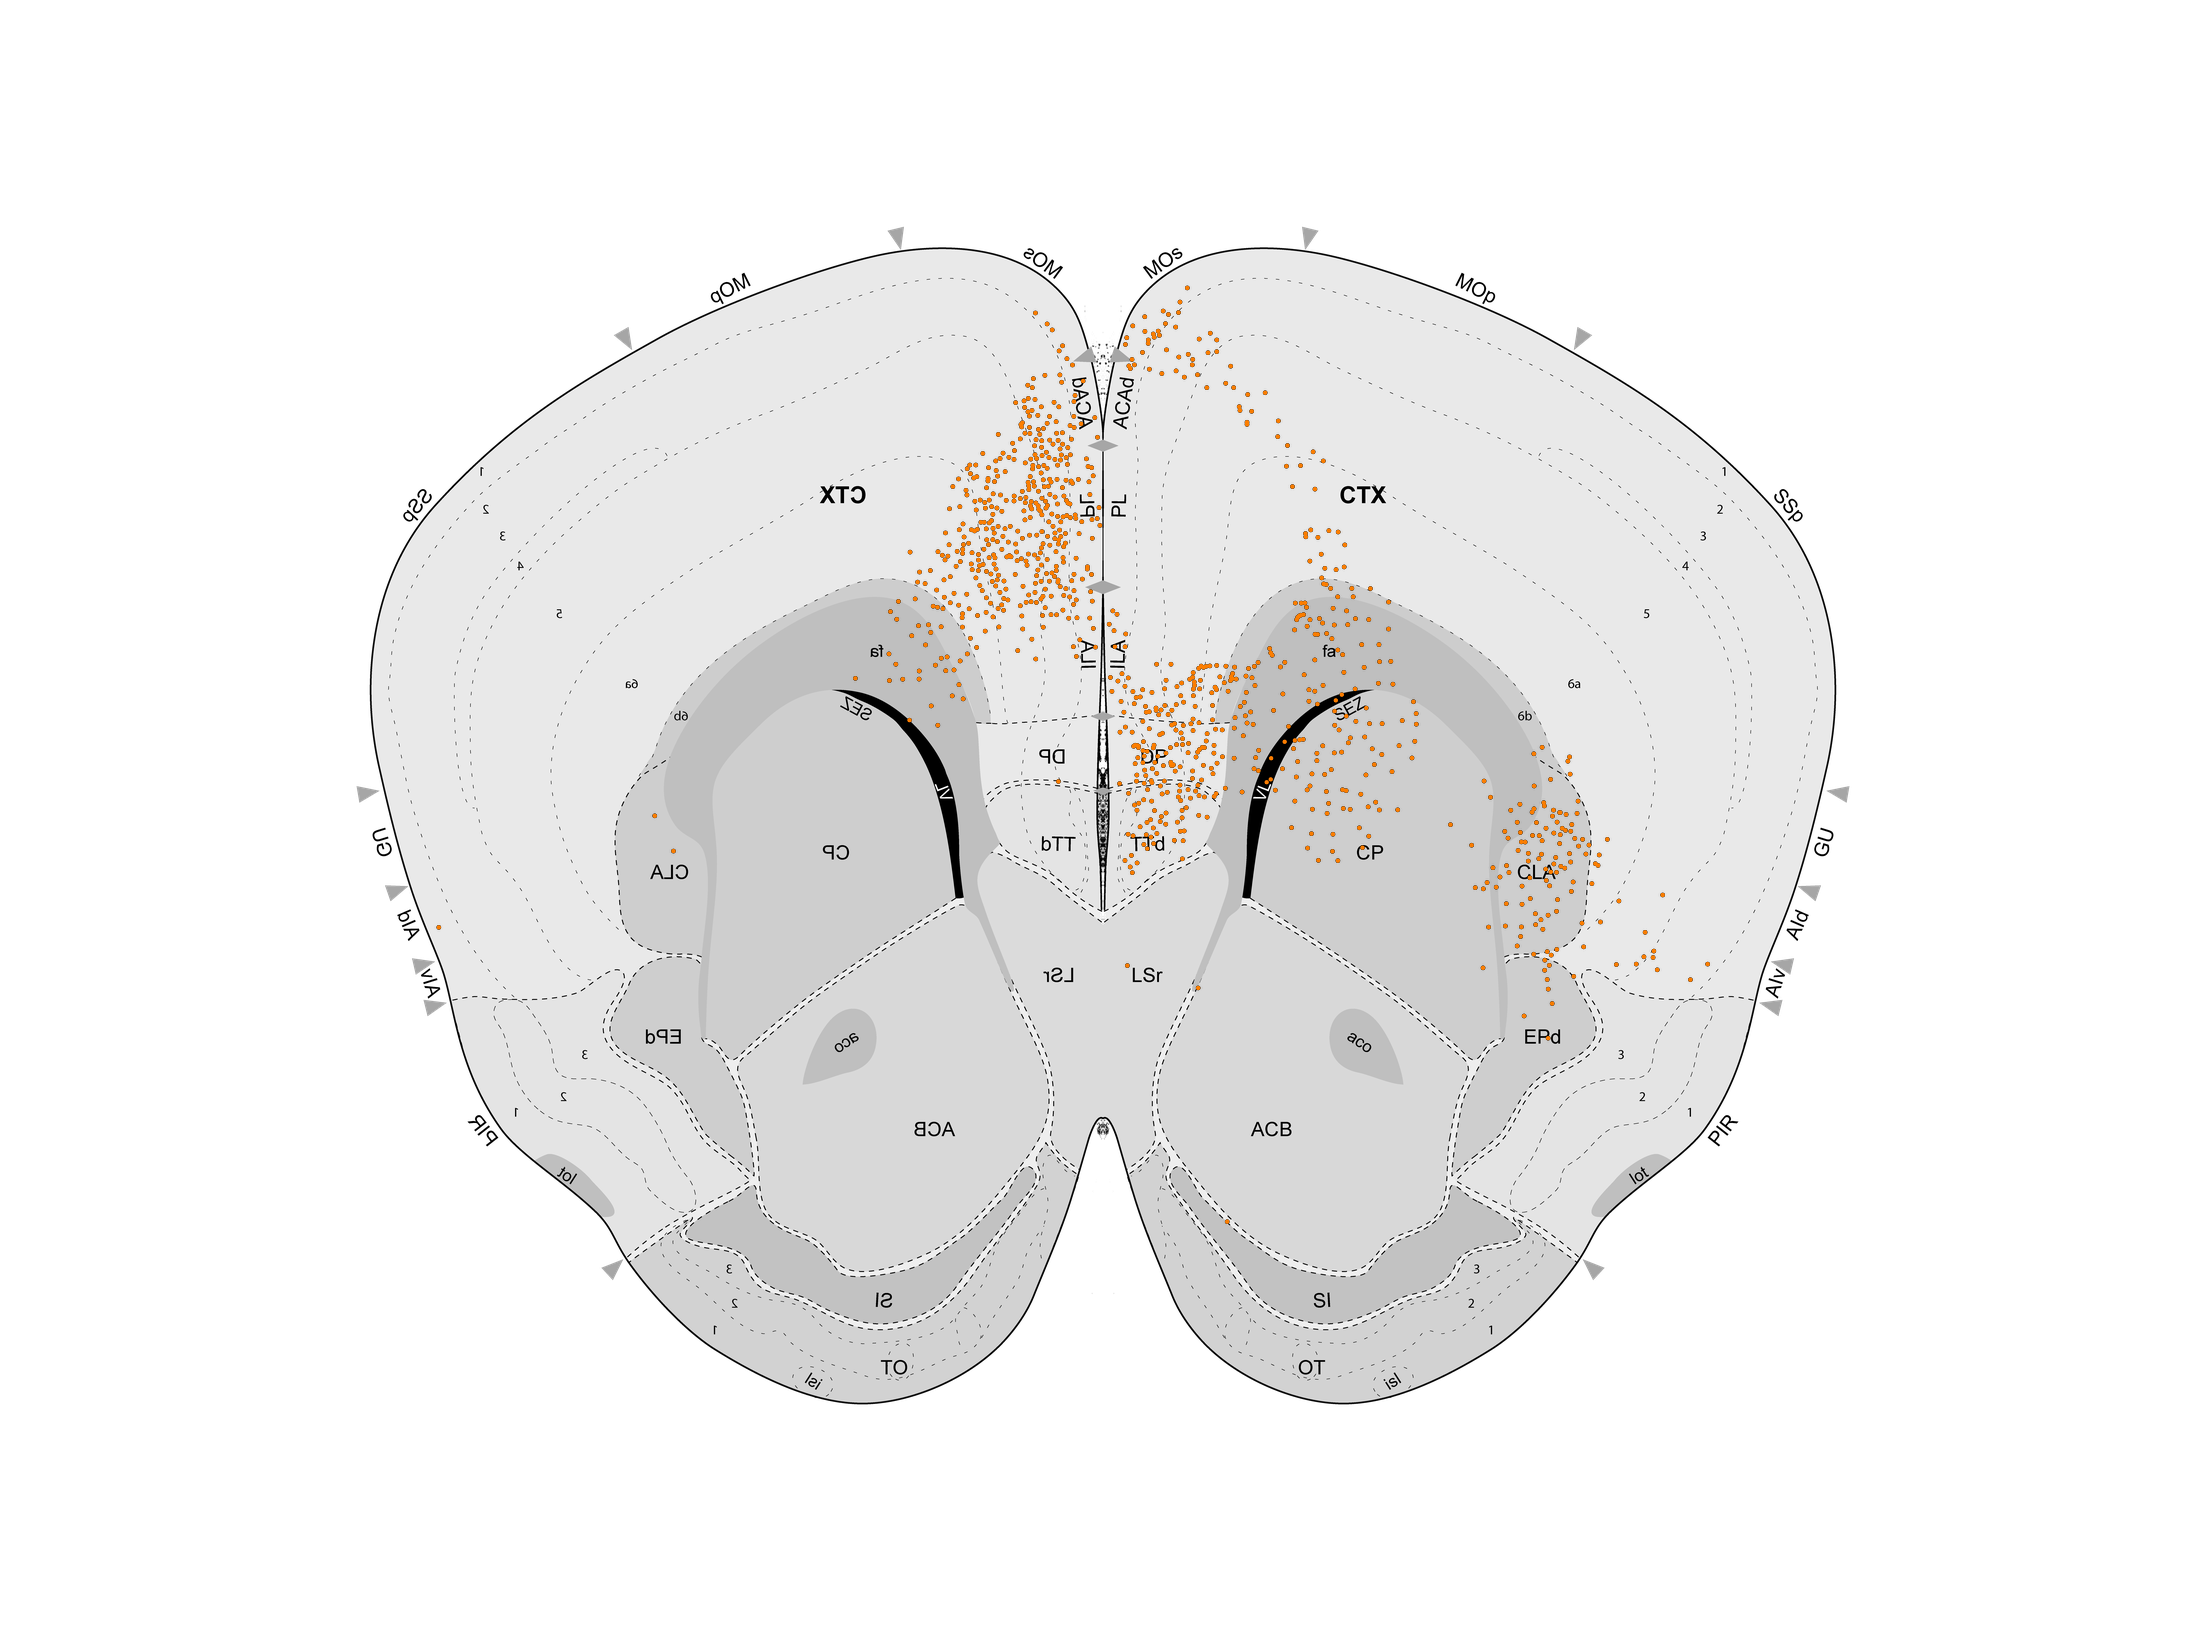 MOs
MOs
MOp
MOp
ACAd
ACAd
1
1
SSp
CTX
PL
PL
CTX
SSp
2
2
3
3
4
4
5
5
fa
ILA
ILA
fa
6a
6a
6b
SEZ
SEZ
6b
DP
DP
VL
VL
GU
CLA
CP
TTd
TTd
CP
CLA
GU
AId
AId
AIv
LSr
LSr
AIv
EPd
aco
aco
EPd
3
3
2
2
1
1
PIR
ACB
ACB
PIR
lot
lot
3
3
SI
SI
2
2
1
1
OT
OT
isl
isl